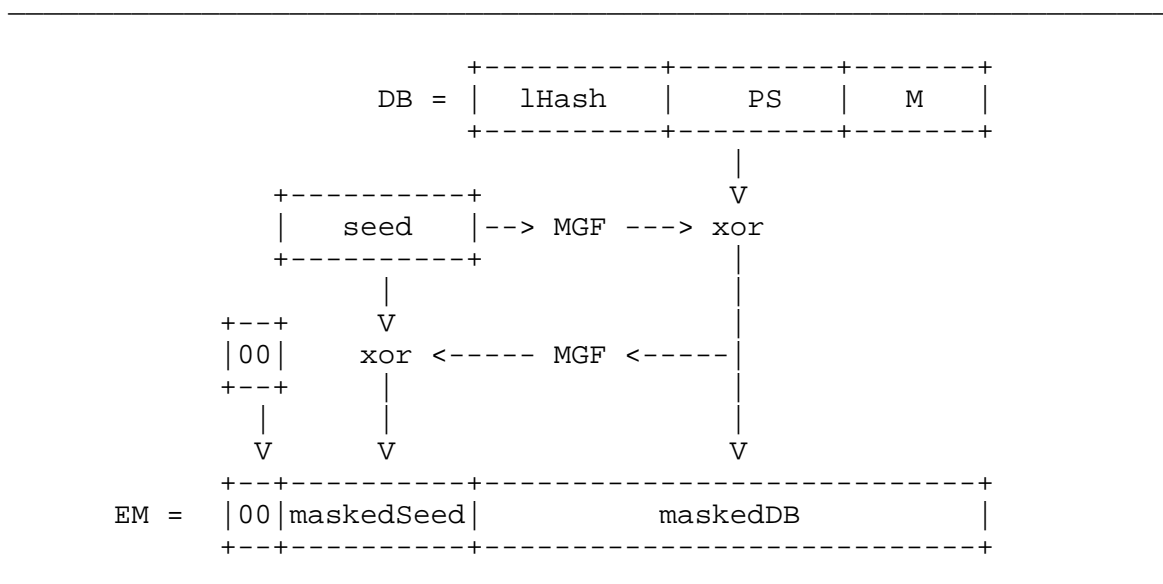 +----------+---------+-------+
DB = | lHash | PS | M |
+----------+---------+-------+
|
+----------+ V
| seed |--> MGF ---> xor
+----------+ |
| |
+--+ V |
|00| xor <----- MGF <-----|
+--+ | |
| | |
V V V
+--+----------+----------------------------+
EM = |00|maskedSeed| maskedDB |
+--+----------+----------------------------+